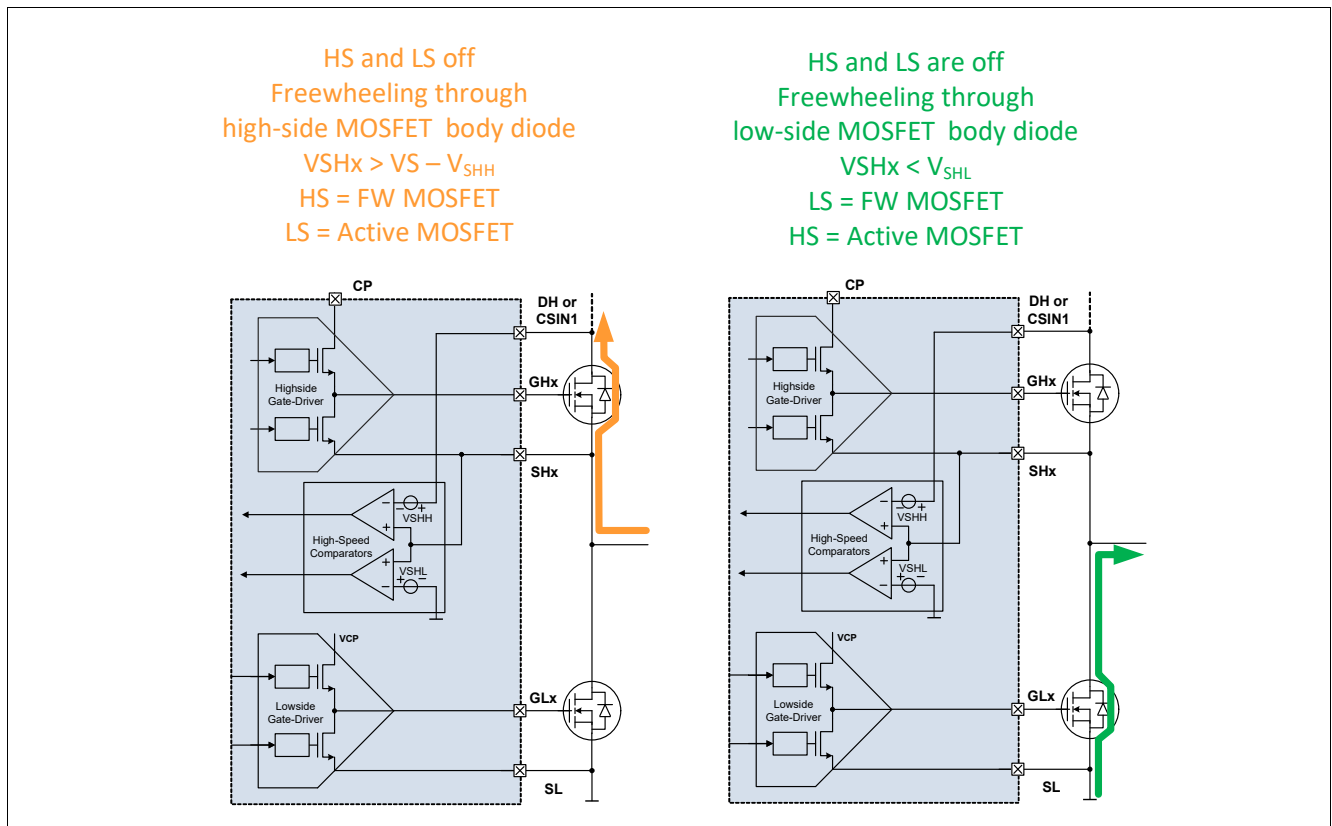 HS and LS off
Freewheeling through
high-side MOSFET body diode
VSHx > VS – VSHH
HS = FW MOSFET
LS = Active MOSFET
HS and LS are off
Freewheeling through
low-side MOSFET body diode
VSHx < VSHL
LS = FW MOSFET
HS = Active MOSFET
CP
DH or
CSIN1
Highside
Gate-Driver
GHx
SHx
VSHH
High-Speed
Comparators
VSHL
VCP
Lowside
Gate-Driver
GLx
SL
CP
DH or
CSIN1
Highside
Gate-Driver
GHx
SHx
VSHH
High-Speed
Comparators
VSHL
VCP
Lowside
Gate-Driver
GLx
SL